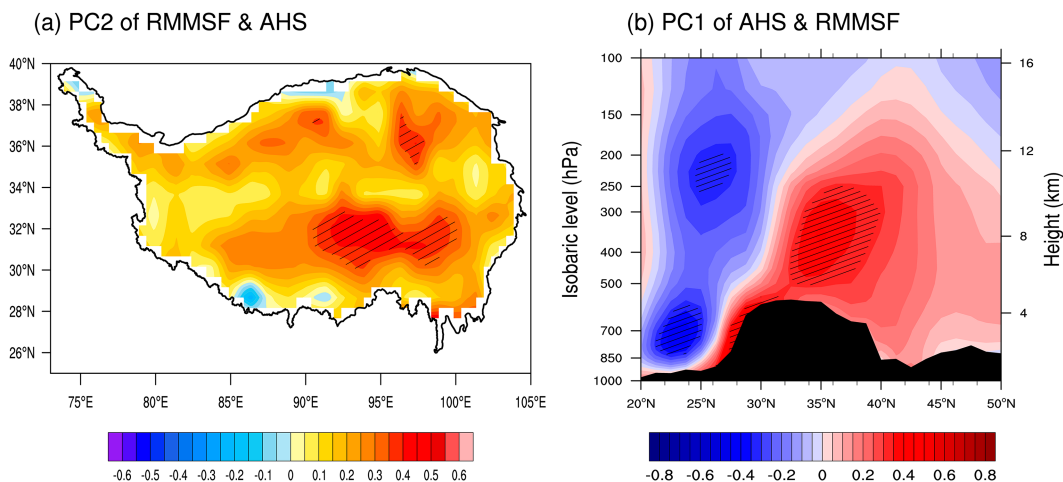 (a) PC2 of RMMSF & AHS
40°N
38°N
36°N
34°N
32°N
30°N
28°N
26°N
75°E 80°E 85°E 90°E 95°E 100°E 105°E
-0.6 -0.5 -0.4 -0.3 -0.2 -0.1 0 0.1 0.2 0.3 0.4 0.5 0.6
(b) PC1 of AHS & RMMSF
Isobaric level (hPa)
100
150
200
250
300
400
500
700
850
1000
20°N 25°N 30°N 35°N 40°N 45°N 50°N
16
12
8
4
Height (km)
-0.8 -0.4 -0.2 0 0.2 0.4 0.6 0.8